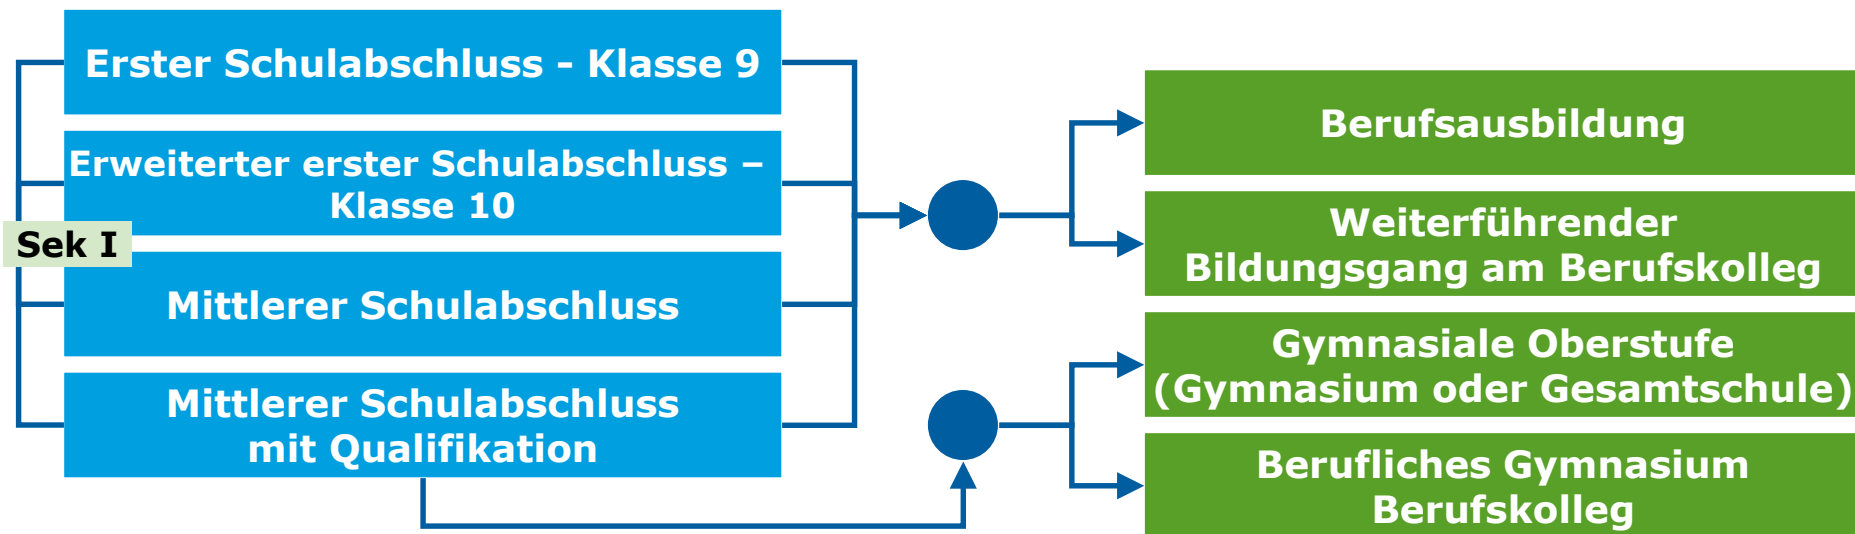 Erster Schulabschluss - Klasse 9
Erweiterter erster Schulabschluss –
Klasse 10
Sek I
Mittlerer Schulabschluss
Mittlerer Schulabschluss
mit Qualifikation
Berufsausbildung
Weiterführender
Bildungsgang am Berufskolleg
Gymnasiale Oberstufe
(Gymnasium oder Gesamtschule)
Berufliches Gymnasium
Berufskolleg